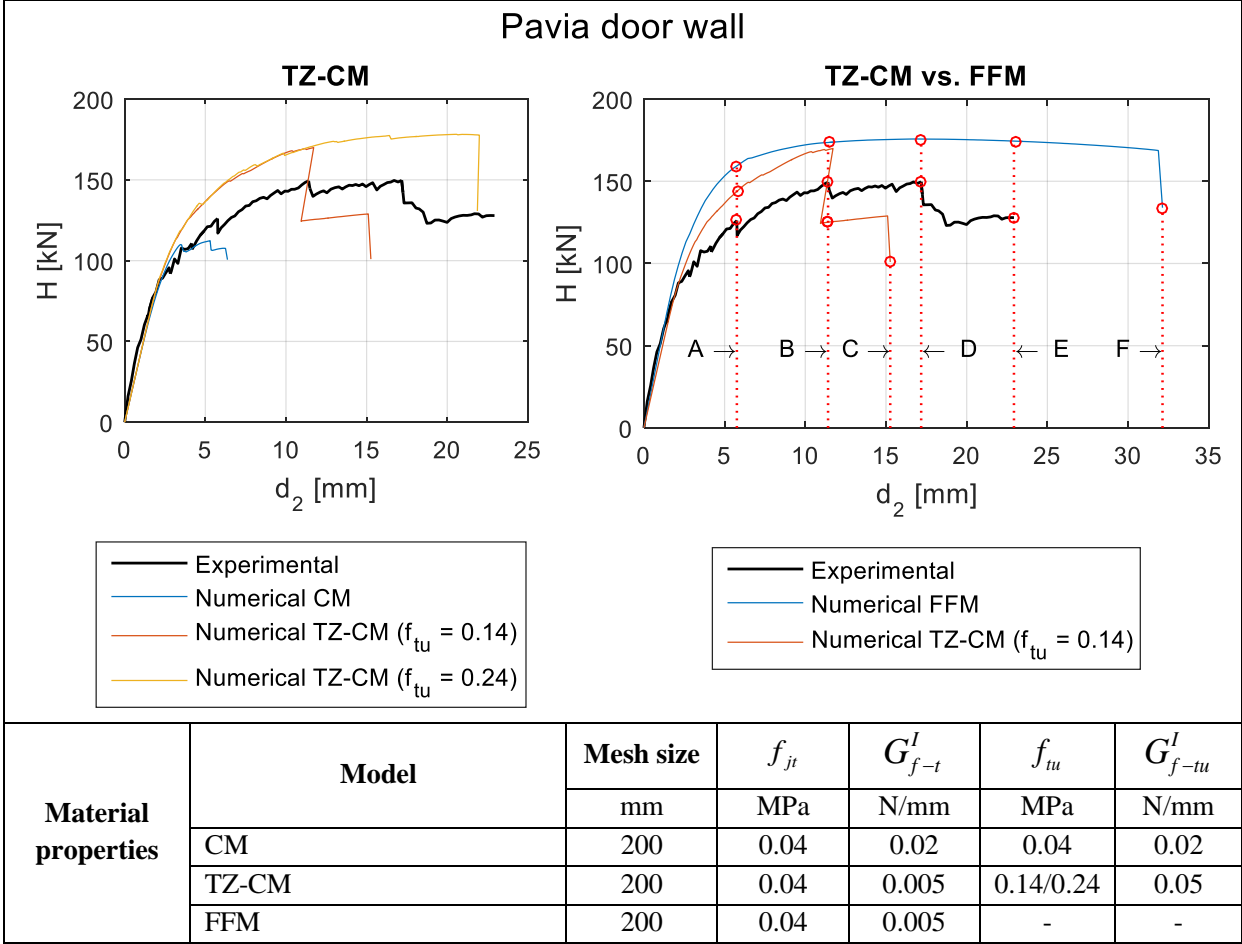 Pavia door wall
TZ-CM
200
150
100
50
0
0 5 10 15 20 25
H [kN]
d2 [mm]
Experimental
Numerical CM
Numerical TZ-CM (ftu = 0.14)
Numerical TZ-CM (ftu = 0.24)
TZ-CM vs. FFM
200
150
100
50
0
0 5 10 15 20 25 30 35
H [kN]
d2 [mm]
A → B → C → ← D ← E F →
Experimental
Numerical FFM
Numerical TZ-CM (ftu = 0.14)
Material properties
Model Mesh size fjt G^I_f-t ftu G^I_f-tu
mm MPa N/mm MPa N/mm
CM 200 0.04 0.02 0.04 0.02
TZ-CM 200 0.04 0.005 0.14/0.24 0.05
FFM 200 0.04 0.005 - -